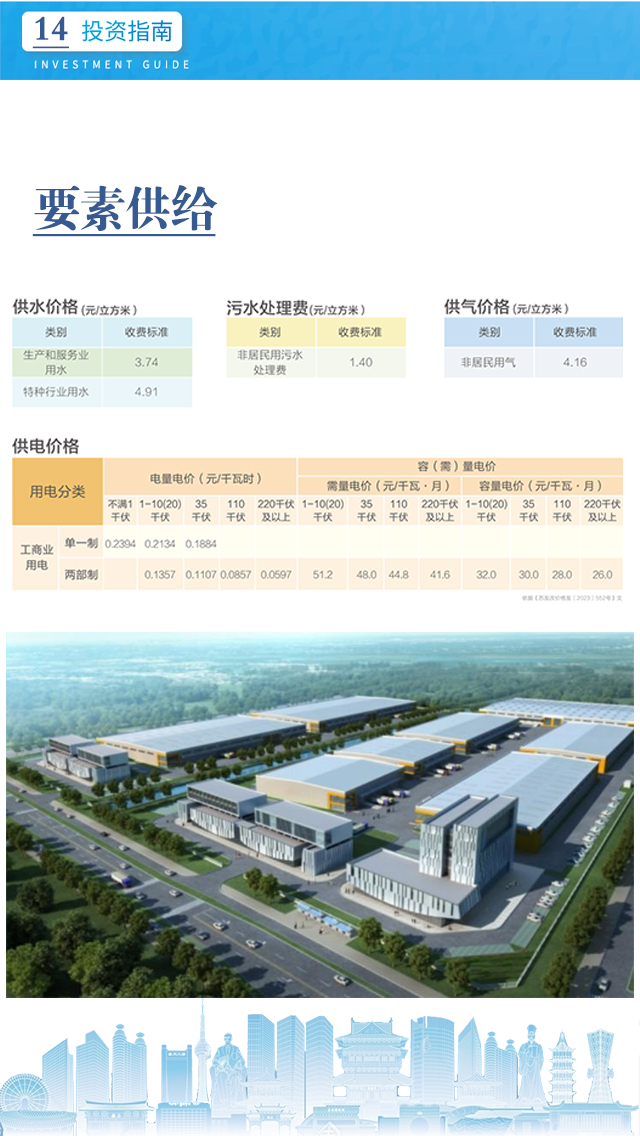 14 投资指南
INVESTMENT GUIDE
要素供给
供水价格 (元/立方米)
类别 收费标准
生产和服务业用水 3.74
特种行业用水 4.91
污水处理费(元/立方米)
类别 收费标准
非居民用污水处理费 1.40
供气价格 (元/立方米)
类别 收费标准
非居民用气 4.16
供电价格
用电分类 电量电价(元/千瓦时) 容(需)量电价
需量电价(元/千瓦·月) 容量电价(元/千瓦·月)
不满1千伏 1-10(20)千伏 35千伏 110千伏 220千伏及以上 1-10(20)千伏 35千伏 110千伏 220千伏及以上 1-10(20)千伏 35千伏 110千伏 220千伏及以上
工商业用电 单一制 0.2394 0.2134 0.1884
两部制 0.1357 0.1107 0.0857 0.0597 51.2 48.0 44.8 41.6 32.0 30.0 28.0 26.0